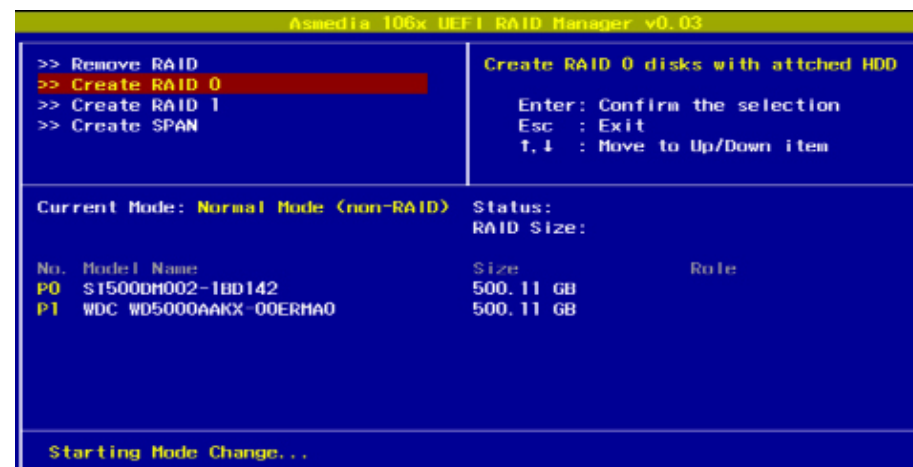 Asmedia 106x UEFI RAID Manager v0.03
>> Remove RAID
>> Create RAID 0
>> Create RAID 1
>> Create SPAN
Create RAID 0 disks with attched HDD
Enter: Confirm the selection
Esc : Exit
↑,↓ : Move to Up/Down item
Current Mode: Normal Mode (non-RAID)
Status:
RAID Size:
No. Model Name Size Role
P0 ST500DM002-1BD142 500.11 GB
P1 WDC WD5000AAKX-00ERMA0 500.11 GB
Starting Mode Change...